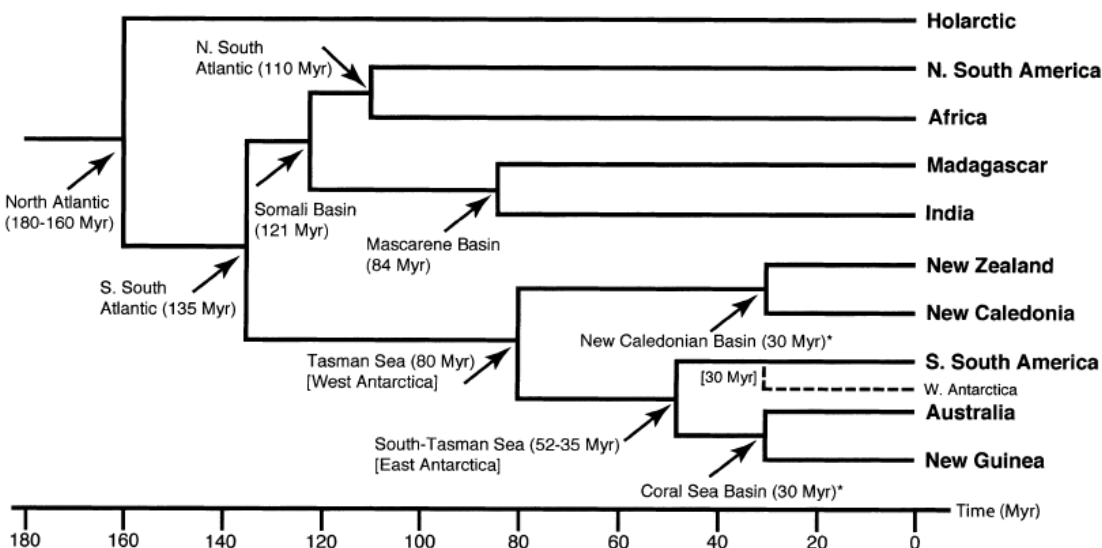 Holarctic
N. South
Atlantic (110 Myr)
N. South America
Africa
Madagascar
North Atlantic
(180-160 Myr)
Somali Basin
(121 Myr)
India
Mascarene Basin
(84 Myr)
New Zealand
S. South
Atlantic (135 Myr)
New Caledonia
New Caledonian Basin (30 Myr)*
Tasman Sea (80 Myr)
[West Antarctica]
S. South America
[30 Myr]
W. Antarctica
Australia
South-Tasman Sea (52-35 Myr)
[East Antarctica]
New Guinea
Coral Sea Basin (30 Myr)*
Time (Myr)
180 160 140 120 100 80 60 40 20 0